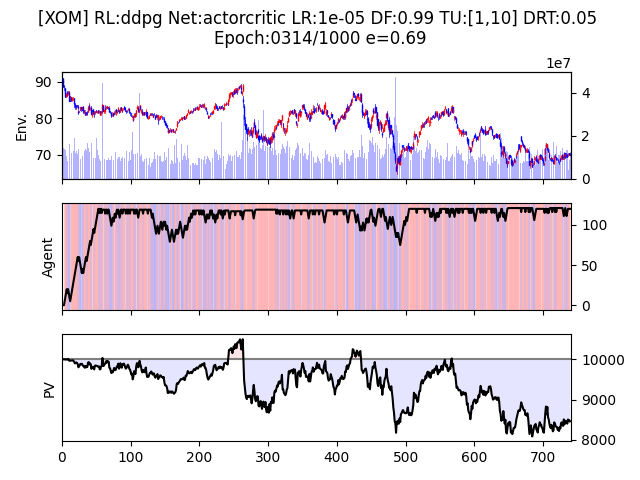 [XOM] RL:ddpg Net:actorcritic LR:1e-05 DF:0.99 TU:[1,10] DRT:0.05
Epoch:0314/1000 e=0.69
1e7
90
80
70
Env.
4
2
0
Agent
100
50
0
PV
10000
9000
8000
0 100 200 300 400 500 600 700